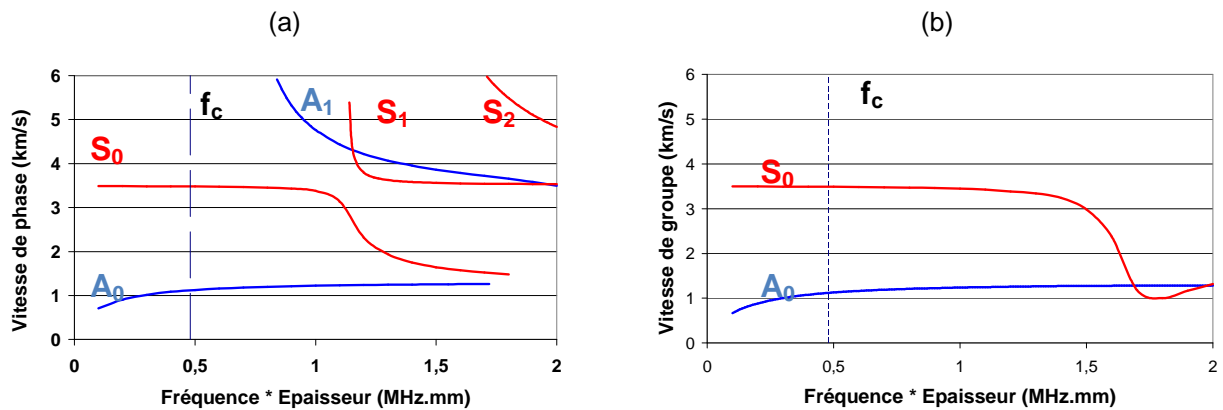 (a)
(b)
Vitesse de phase (km/s)
6
5
4
3
2
1
0
f_c
A_1
S_1
S_2
S_0
A_0
0
0,5
1
1,5
2
Fréquence * Epaisseur (MHz.mm)
Vitesse de groupe (km/s)
6
5
4
3
2
1
0
f_c
S_0
A_0
0
0,5
1
1,5
2
Fréquence * Epaisseur (MHz.mm)